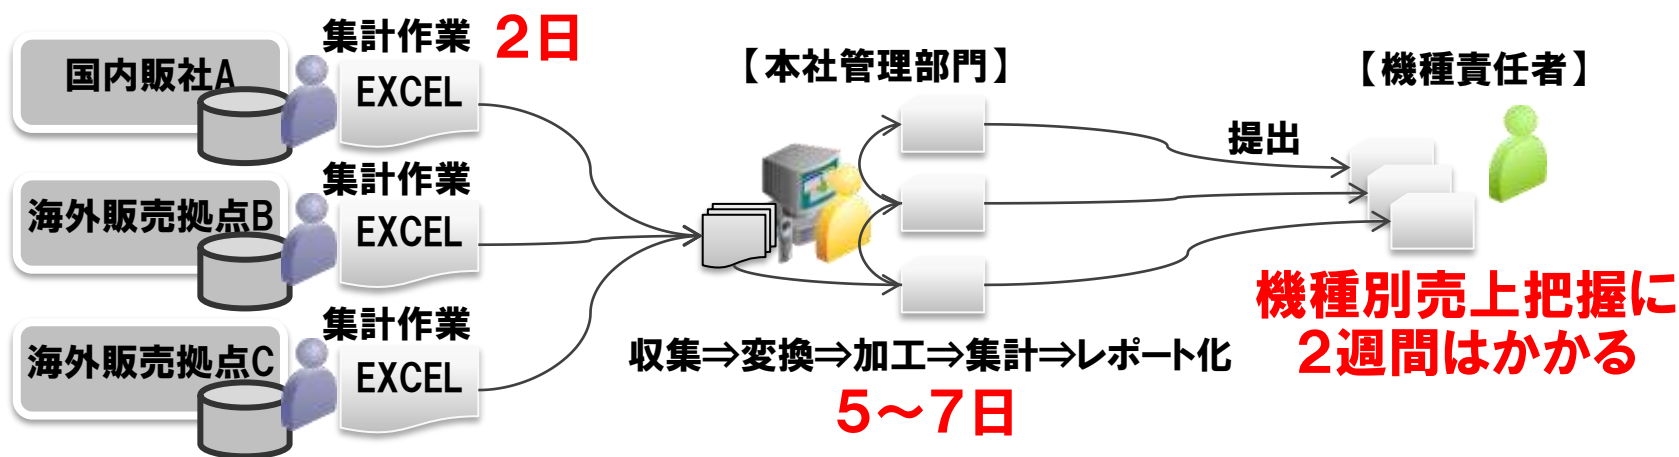 国内販社A
集計作業
2日
EXCEL
海外販売拠点B
集計作業
EXCEL
海外販売拠点C
集計作業
EXCEL
【本社管理部門】
収集⇒変換⇒加工⇒集計⇒レポート化
5～7日
提出
【機種責任者】
機種別売上把握に
2週間はかかる